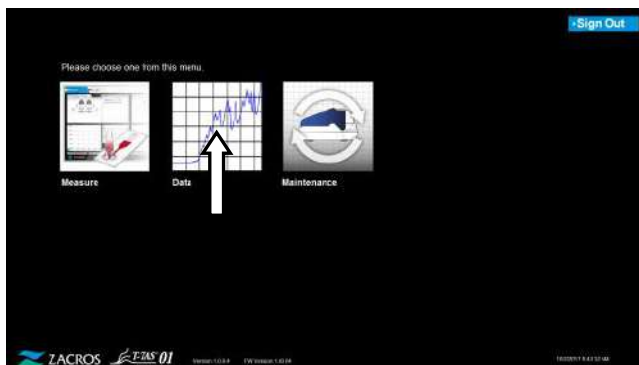 Sign Out
Please choose one from this menu.
Measure
Data
Maintenance
ZACROS T-TAS 01